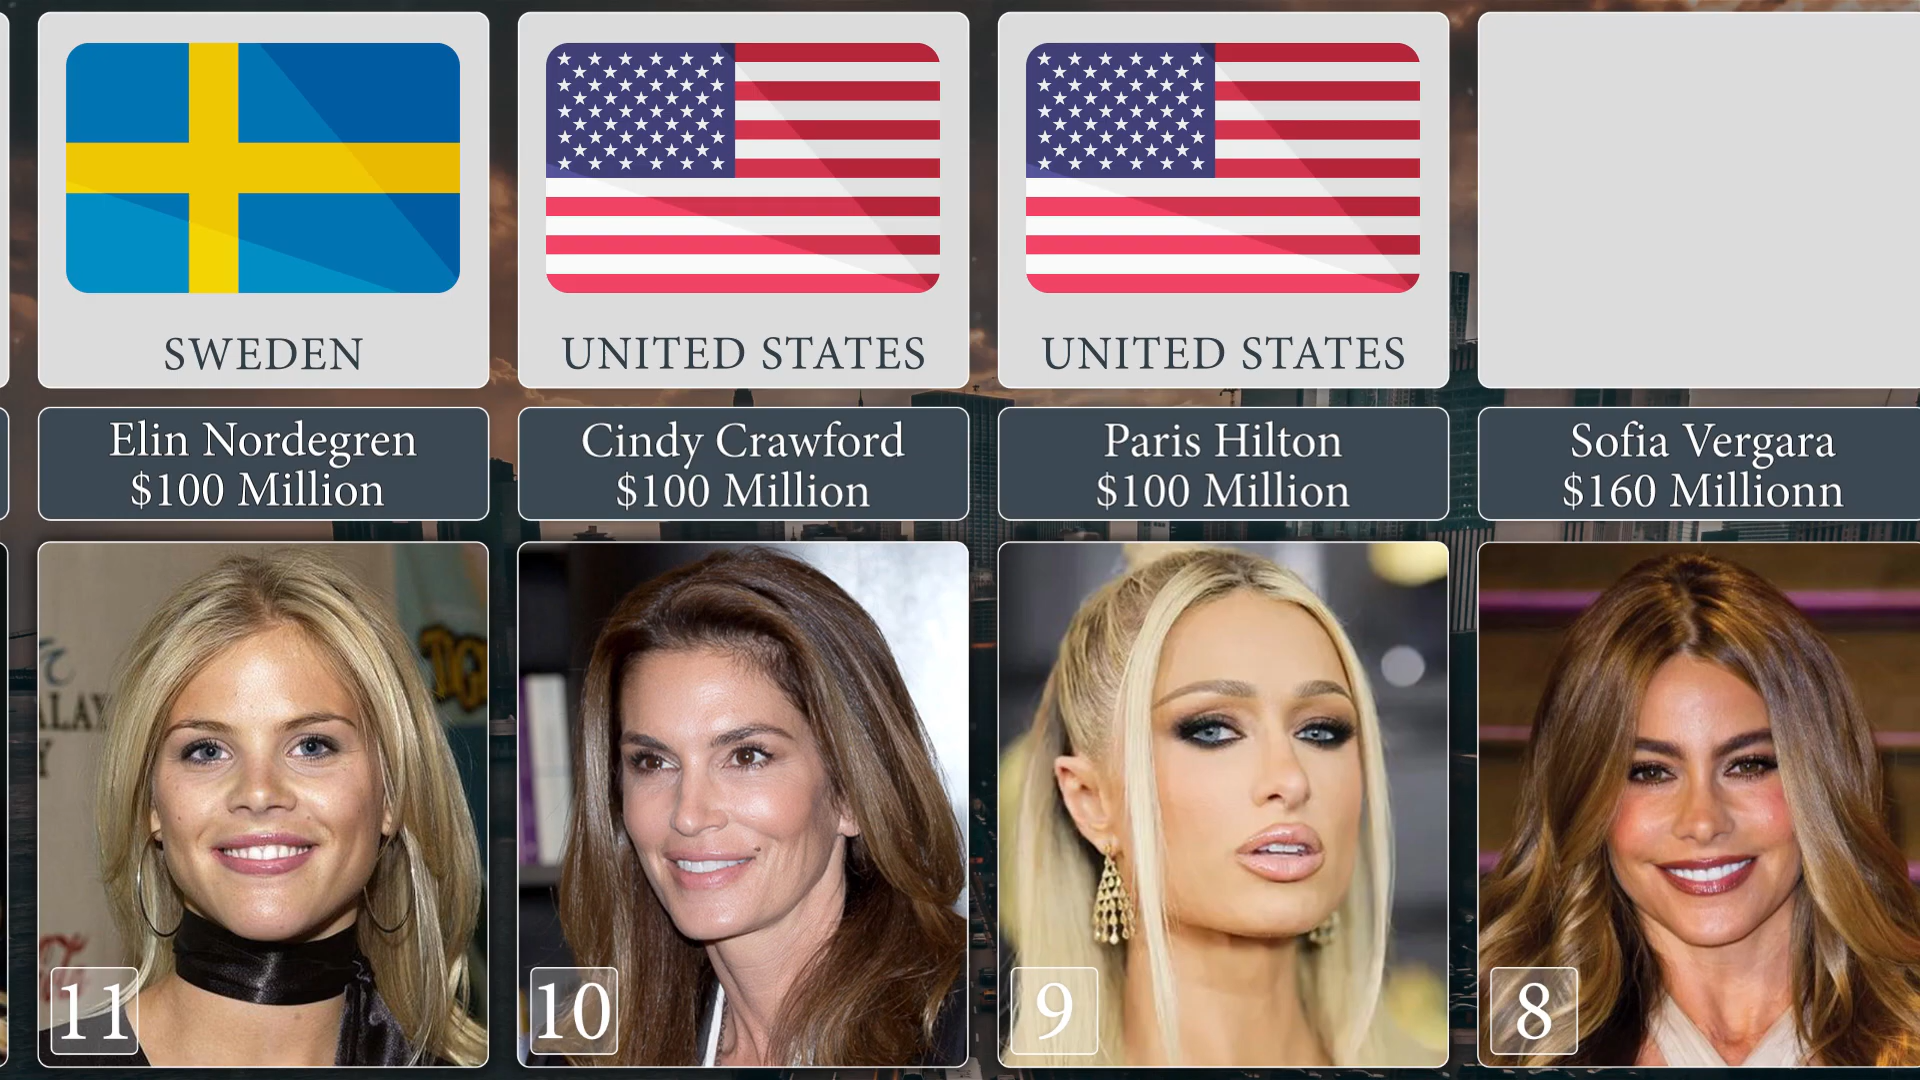 SWEDEN
UNITED STATES
UNITED STATES
Elin Nordegren
$100 Million
Cindy Crawford
$100 Million
Paris Hilton
$100 Million
Sofia Vergara
$160 Millionn
11
10
9
8